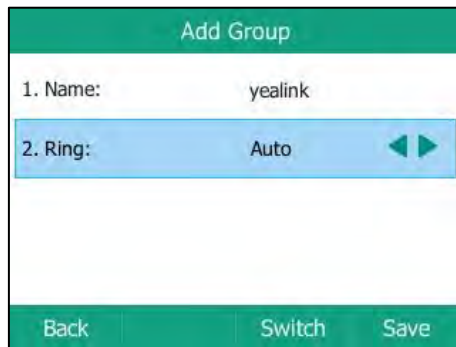 Add Group
1. Name: yealink
2. Ring: Auto
Back Switch Save